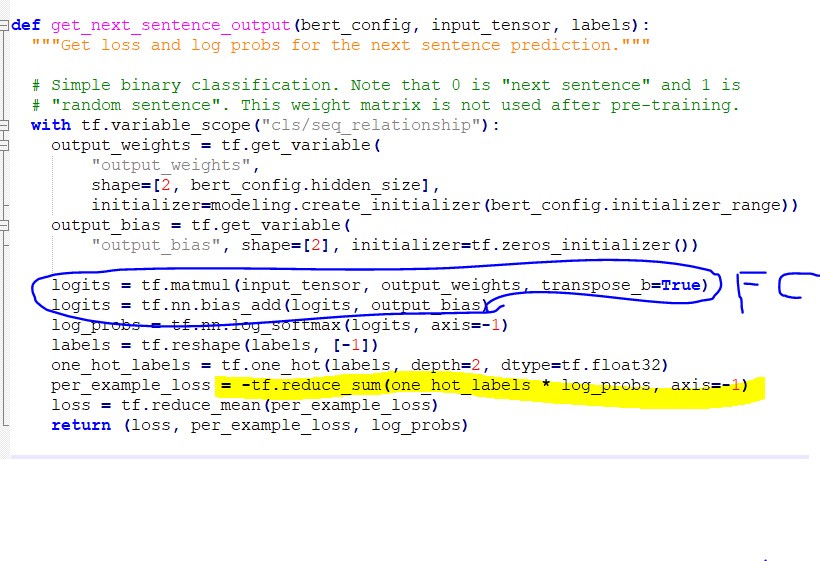 def get_next_sentence_output(bert_config, input_tensor, labels):
"""Get loss and log probs for the next sentence prediction."""
# Simple binary classification. Note that 0 is "next sentence" and 1 is
# "random sentence". This weight matrix is not used after pre-training.
with tf.variable_scope("cls/seq_relationship"):
output_weights = tf.get_variable(
"output_weights",
shape=[2, bert_config.hidden_size],
initializer=modeling.create_initializer(bert_config.initializer_range))
output_bias = tf.get_variable(
"output_bias", shape=[2], initializer=tf.zeros_initializer())
logits = tf.matmul(input_tensor, output_weights, transpose_b=True) FC
logits = tf.nn.bias_add(logits, output_bias)
log_probs = tf.nn.log_softmax(logits, axis=-1)
labels = tf.reshape(labels, [-1])
one_hot_labels = tf.one_hot(labels, depth=2, dtype=tf.float32)
per_example_loss = -tf.reduce_sum(one_hot_labels * log_probs, axis=-1)
loss = tf.reduce_mean(per_example_loss)
return (loss, per_example_loss, log_probs)